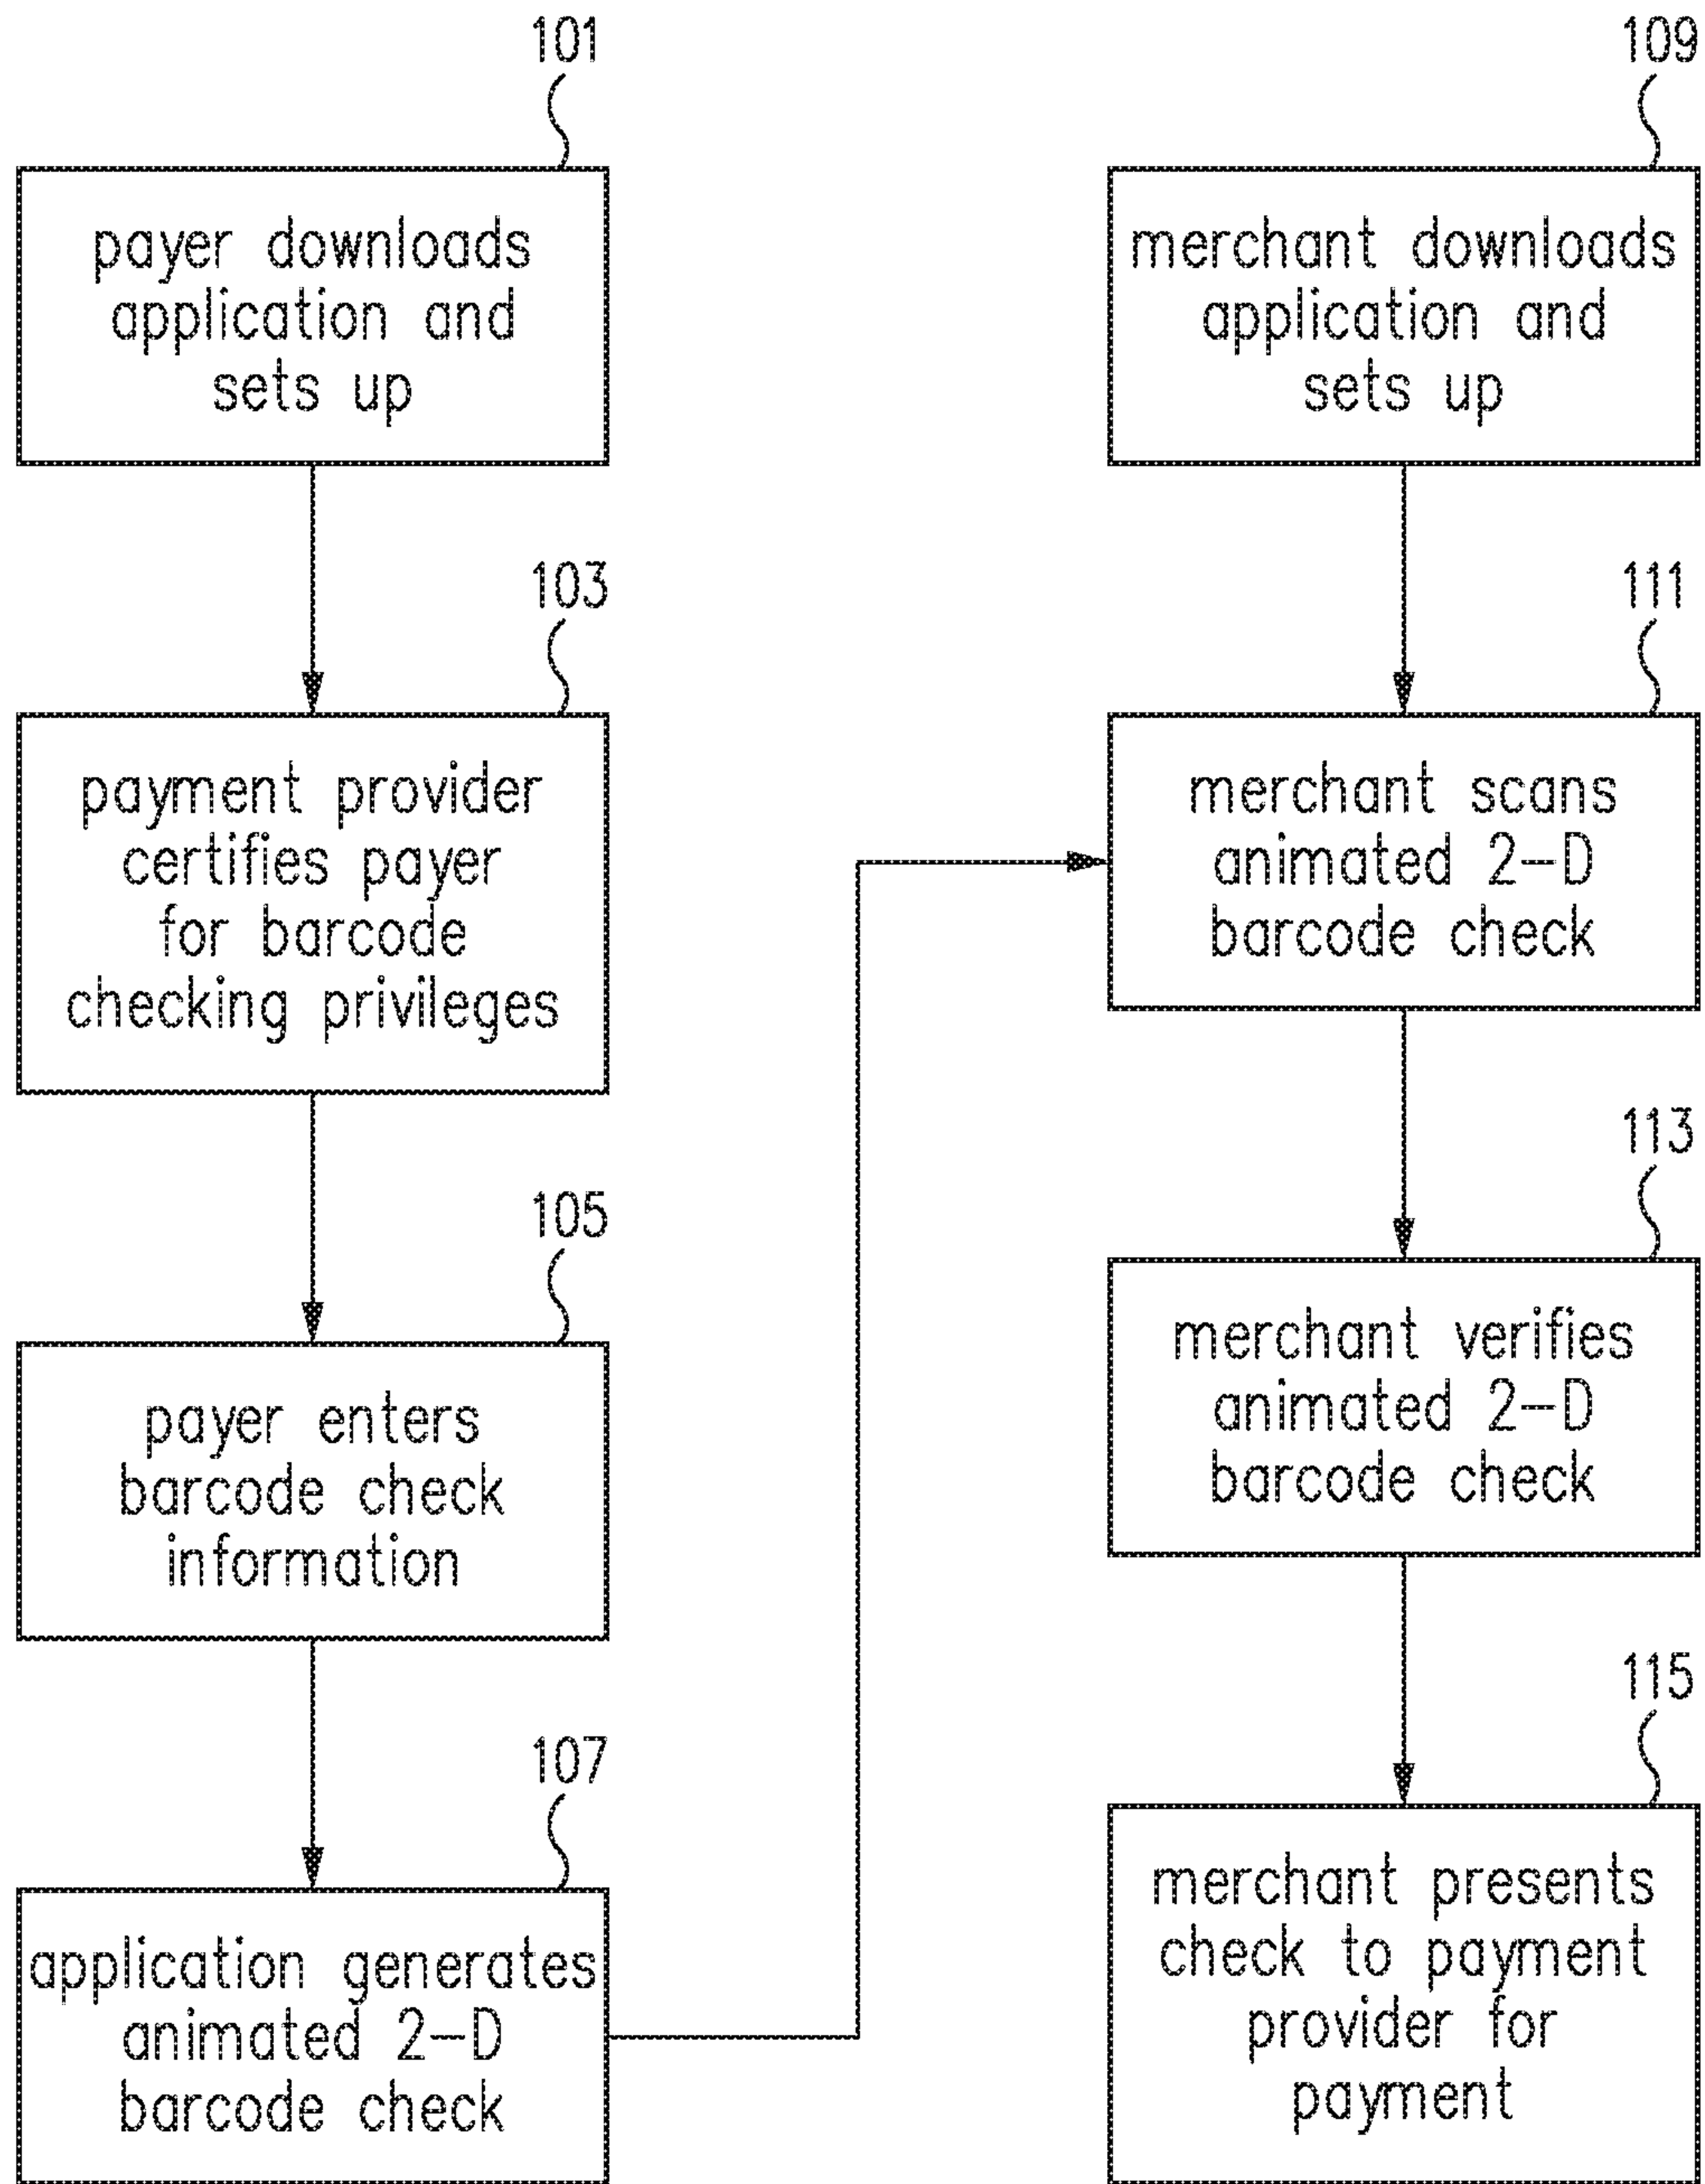 101
payer downloads
application and
sets up
103
payment provider
certifies payer
for barcode
checking privileges
105
payer enters
barcode check
information
107
application generates
animated 2-D
barcode check
109
merchant downloads
application and
sets up
111
merchant scans
animated 2-D
barcode check
113
merchant verifies
animated 2-D
barcode check
115
merchant presents
check to payment
provider for
payment